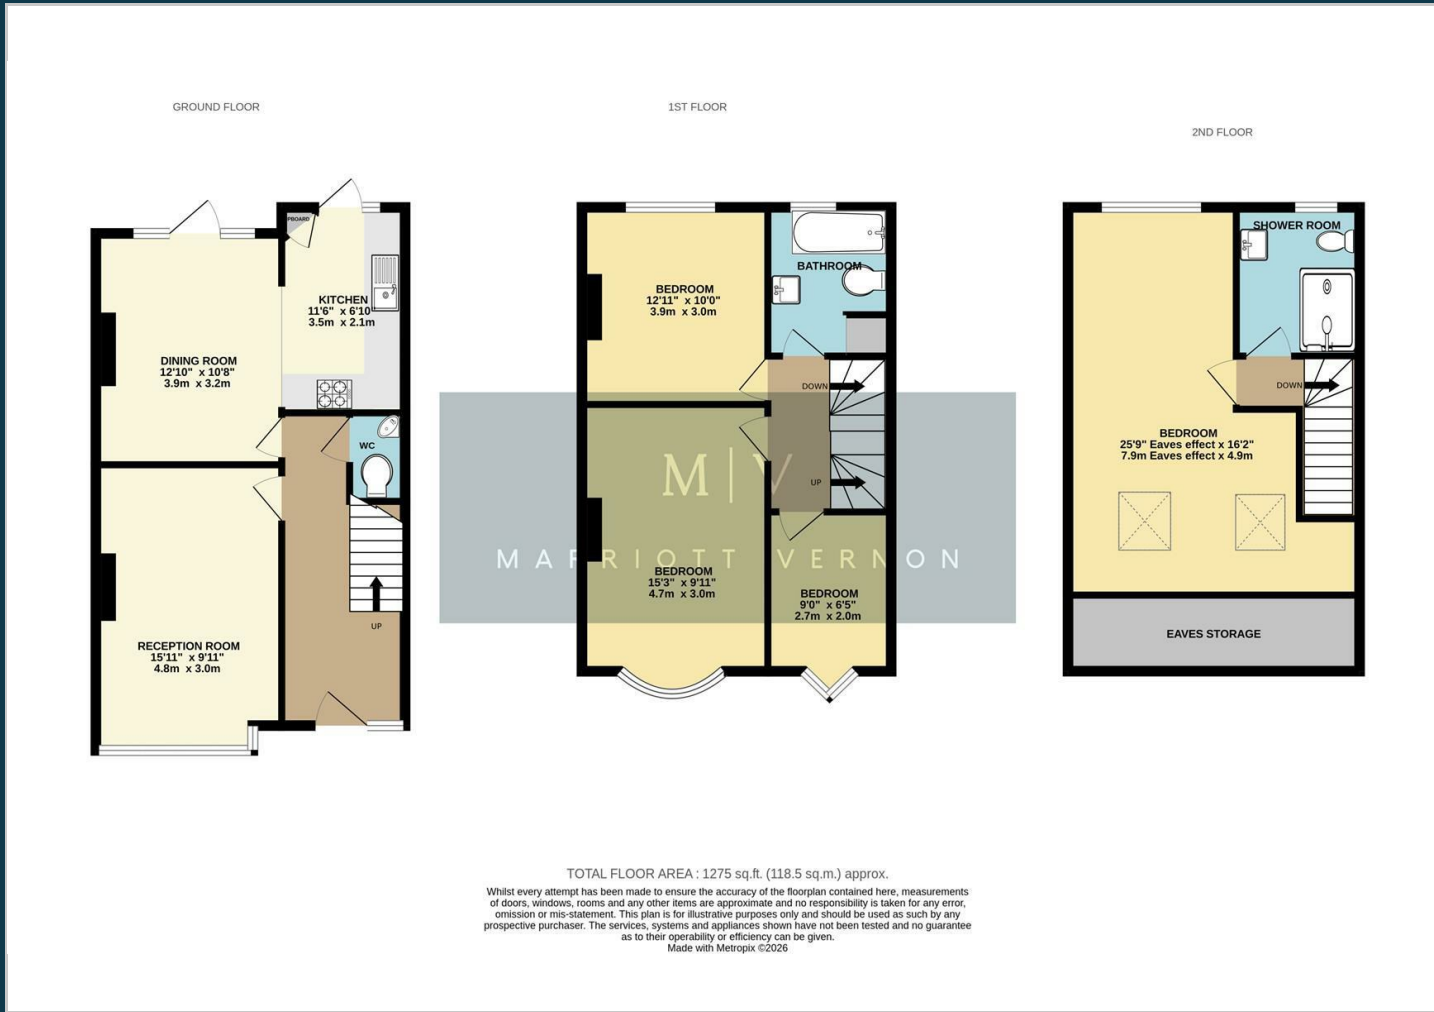 GROUND FLOOR
1ST FLOOR
2ND FLOOR
KITCHEN
11'6" x 6'10"
3.5m x 2.1m
DINING ROOM
12'10" x 10'8"
3.9m x 3.2m
WC
RECEPTION ROOM
15'11" x 9'11"
4.8m x 3.0m
UP
BEDROOM
12'11" x 10'0"
3.9m x 3.0m
BATHROOM
DOWN
UP
M | V
MARRIOTT VERNON
BEDROOM
15'3" x 9'11"
4.7m x 3.0m
BEDROOM
9'0" x 6'5"
2.7m x 2.0m
SHOWER ROOM
DOWN
BEDROOM
25'9" Eaves effect x 16'2"
7.9m Eaves effect x 4.9m
EAVES STORAGE
TOTAL FLOOR AREA : 1275 sq.ft. (118.5 sq.m.) approx.
Whilst every attempt has been made to ensure the accuracy of the floorplan contained here, measurements
of doors, windows, rooms and any other items are approximate and no responsibility is taken for any error,
omission or mis-statement. This plan is for illustrative purposes only and should be used as such by any
prospective purchaser. The services, systems and appliances shown have not been tested and no guarantee
as to their operability or efficiency can be given.
Made with Metropix ©2026